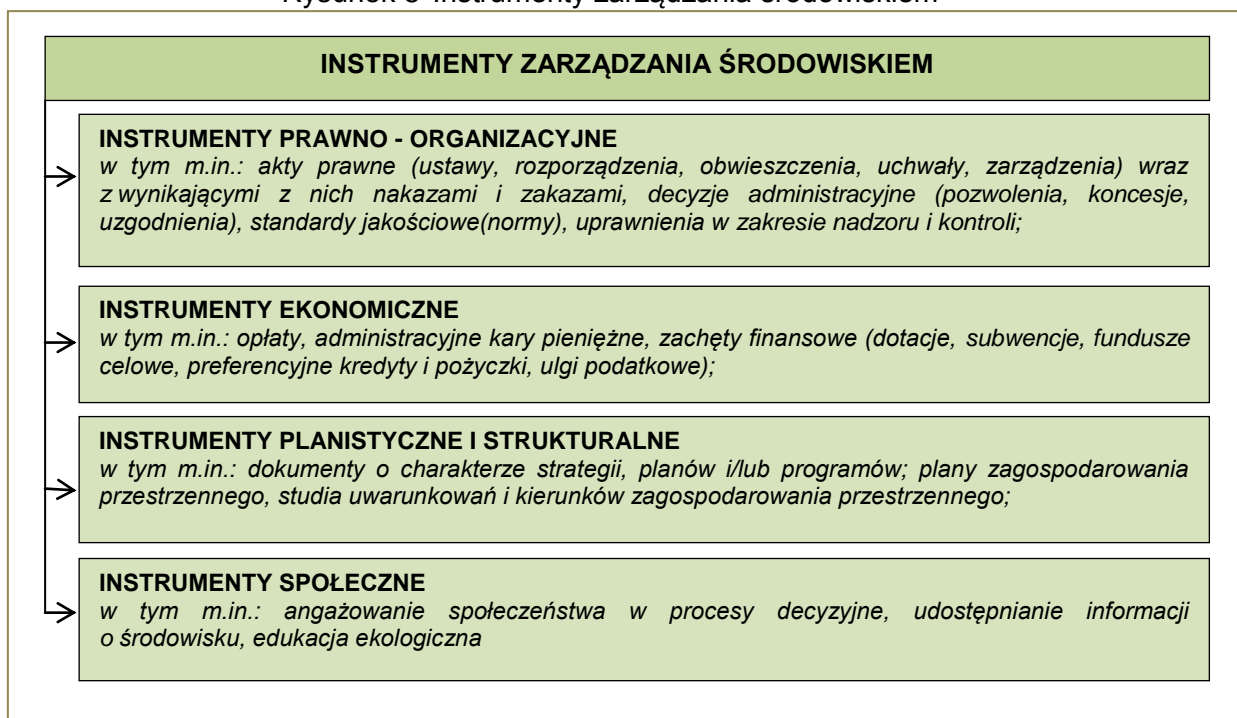 INSTRUMENTY ZARZĄDZANIA ŚRODOWISKIEM
INSTRUMENTY PRAWNO - ORGANIZACYJNE
w tym m.in.: akty prawne (ustawy, rozporządzenia, obwieszczenia, uchwały, zarządzenia) wraz
z wynikającymi z nich nakazami i zakazami, decyzje administracyjne (pozwolenia, koncesje,
uzgodnienia), standardy jakościowe(normy), uprawnienia w zakresie nadzoru i kontroli;
INSTRUMENTY EKONOMICZNE
w tym m.in.: opłaty, administracyjne kary pieniężne, zachęty finansowe (dotacje, subwencje, fundusze
celowe, preferencyjne kredyty i pożyczki, ulgi podatkowe);
INSTRUMENTY PLANISTYCZNE I STRUKTURALNE
w tym m.in.: dokumenty o charakterze strategii, planów i/lub programów; plany zagospodarowania
przestrzennego, studia uwarunkowań i kierunków zagospodarowania przestrzennego;
INSTRUMENTY SPOŁECZNE
w tym m.in.: angażowanie społeczeństwa w procesy decyzyjne, udostępnianie informacji
o środowisku, edukacja ekologiczna